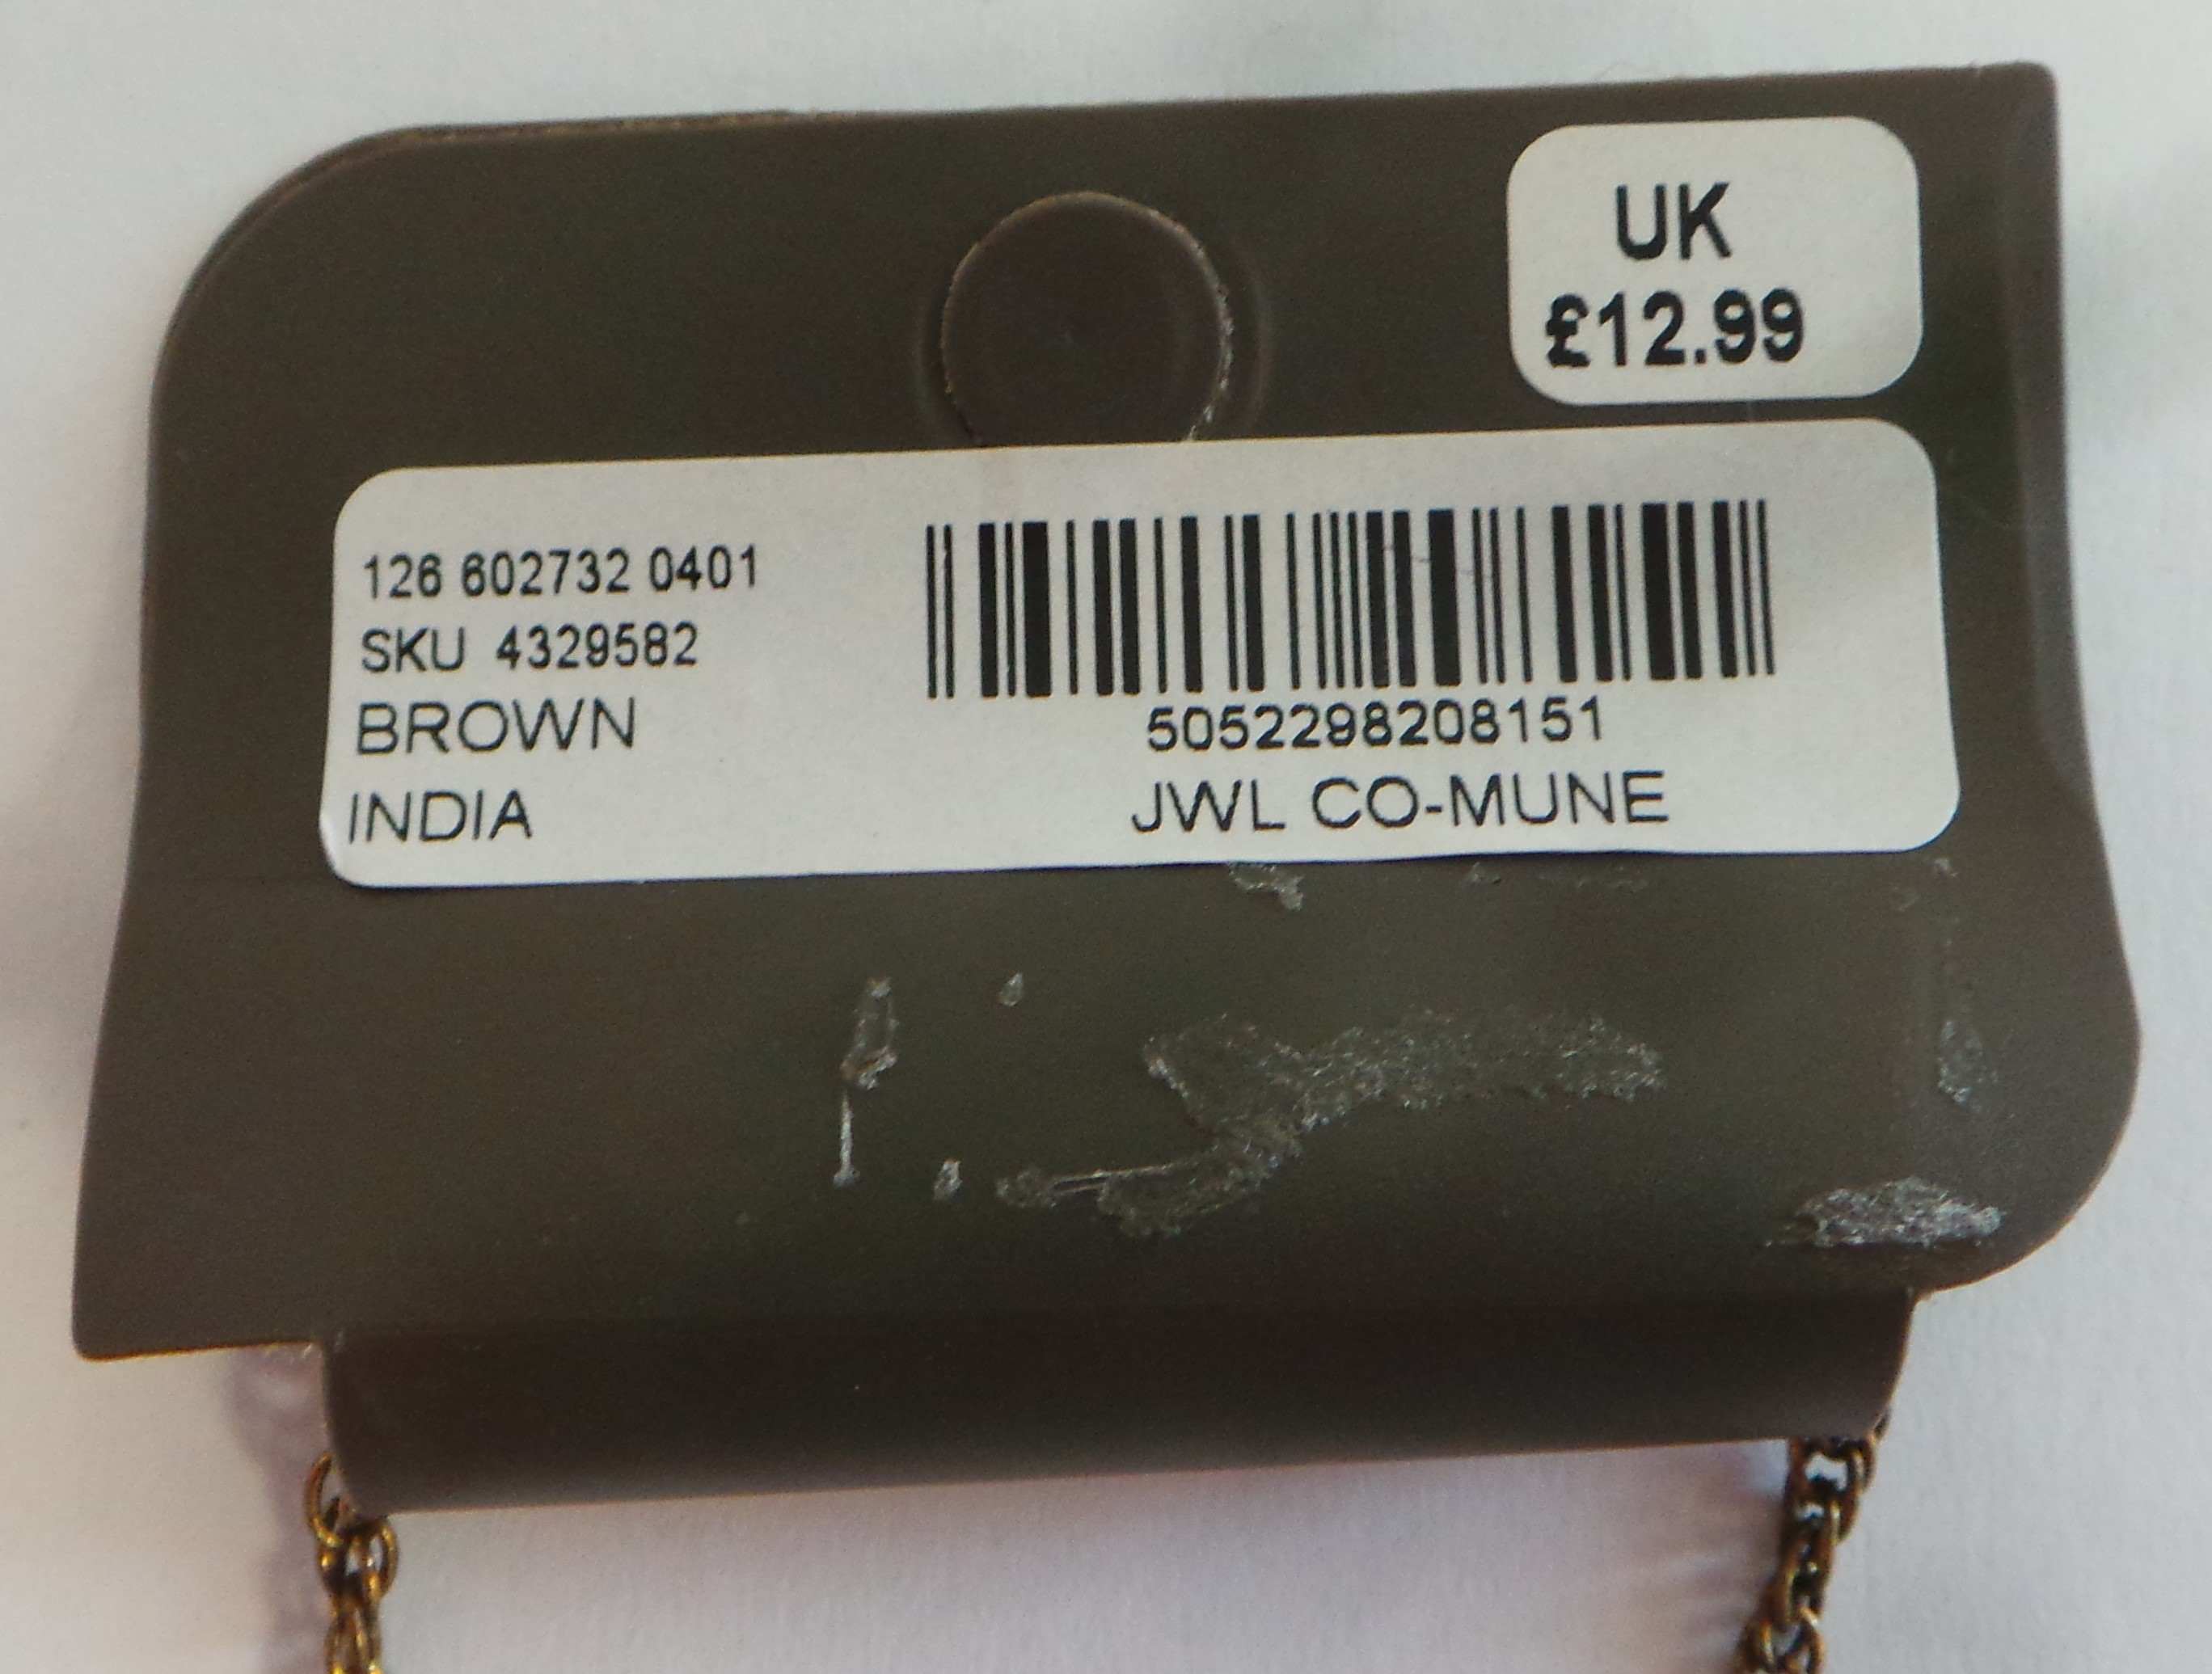 UK
£12.99
126 602732 0401
SKU 4329582
BROWN
INDIA
5052298208151
JWL CO-MUNE